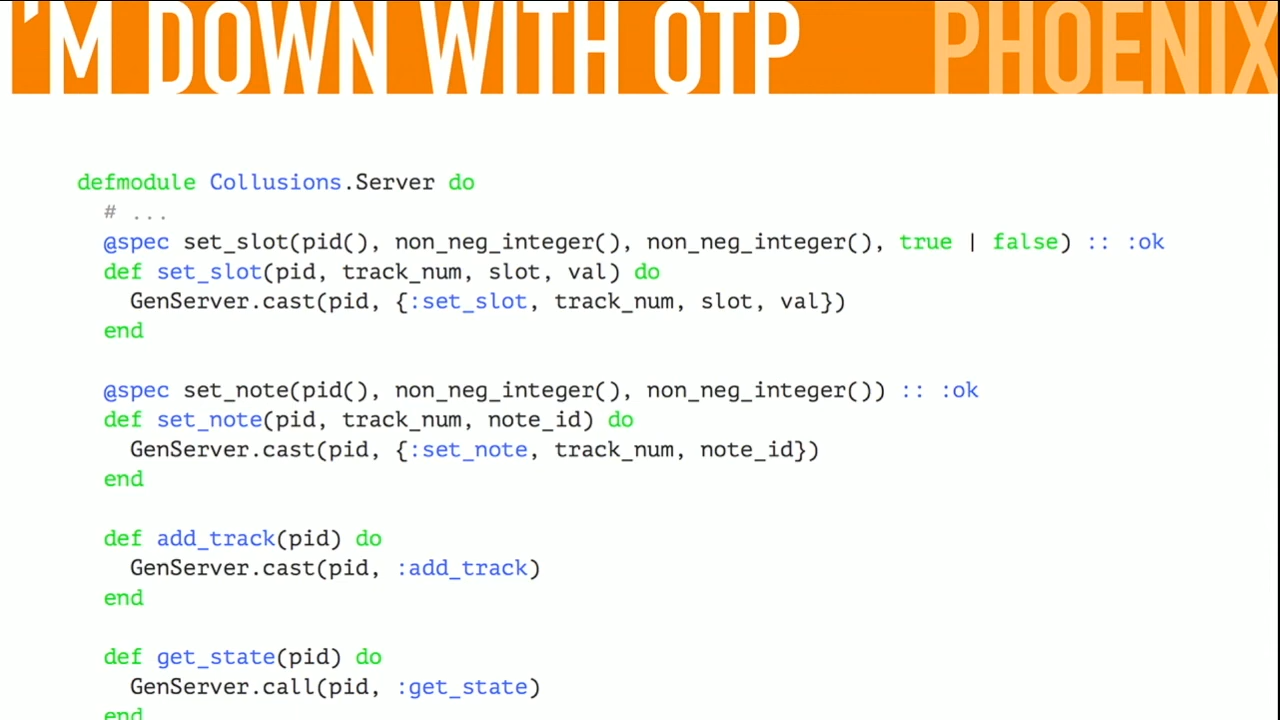 I'M DOWN WITH OTP PHOENIX
defmodule Collusions.Server do
# ...
@spec set_slot(pid(), non_neg_integer(), non_neg_integer(), true | false) :: :ok
def set_slot(pid, track_num, slot, val) do
GenServer.cast(pid, {:set_slot, track_num, slot, val})
end
@spec set_note(pid(), non_neg_integer(), non_neg_integer()) :: :ok
def set_note(pid, track_num, note_id) do
GenServer.cast(pid, {:set_note, track_num, note_id})
end
def add_track(pid) do
GenServer.cast(pid, :add_track)
end
def get_state(pid) do
GenServer.call(pid, :get_state)
end